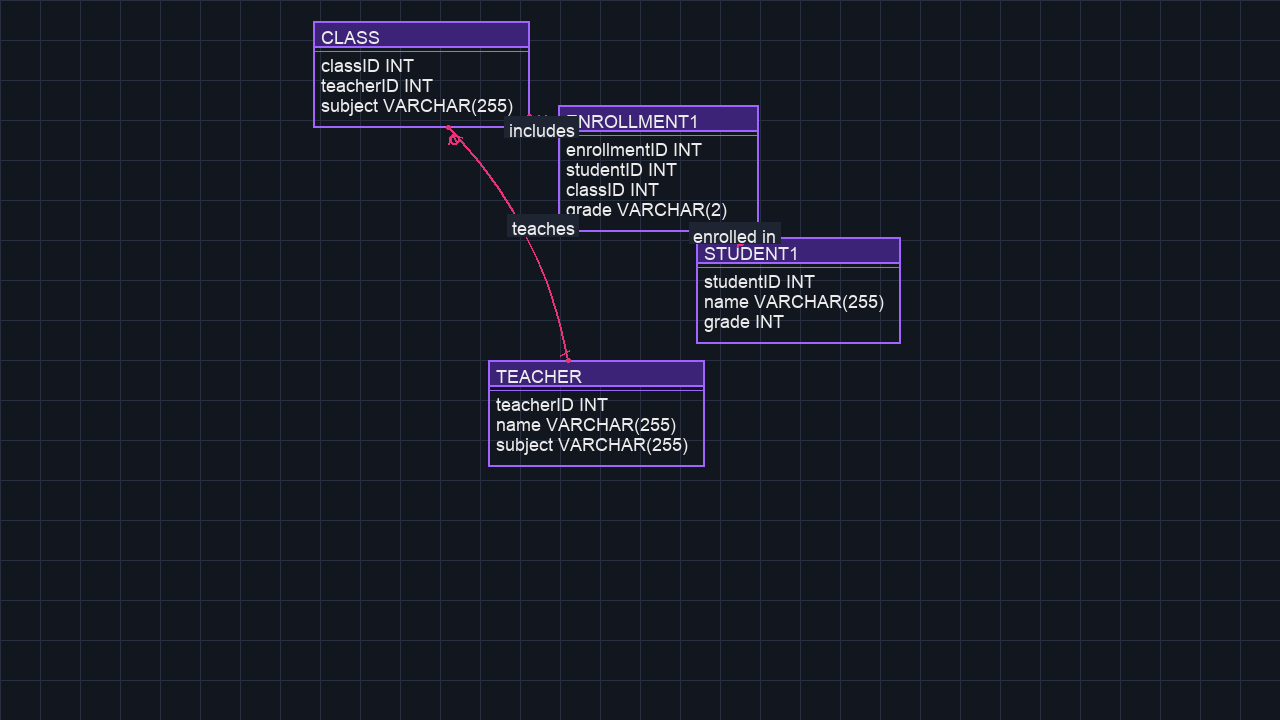 CLASS
classID INT
teacherID INT
subject VARCHAR(255)
includes
ENROLLMENT1
enrollmentID INT
studentID INT
classID INT
grade VARCHAR(2)
teaches
enrolled in
STUDENT1
studentID INT
name VARCHAR(255)
grade INT
TEACHER
teacherID INT
name VARCHAR(255)
subject VARCHAR(255)